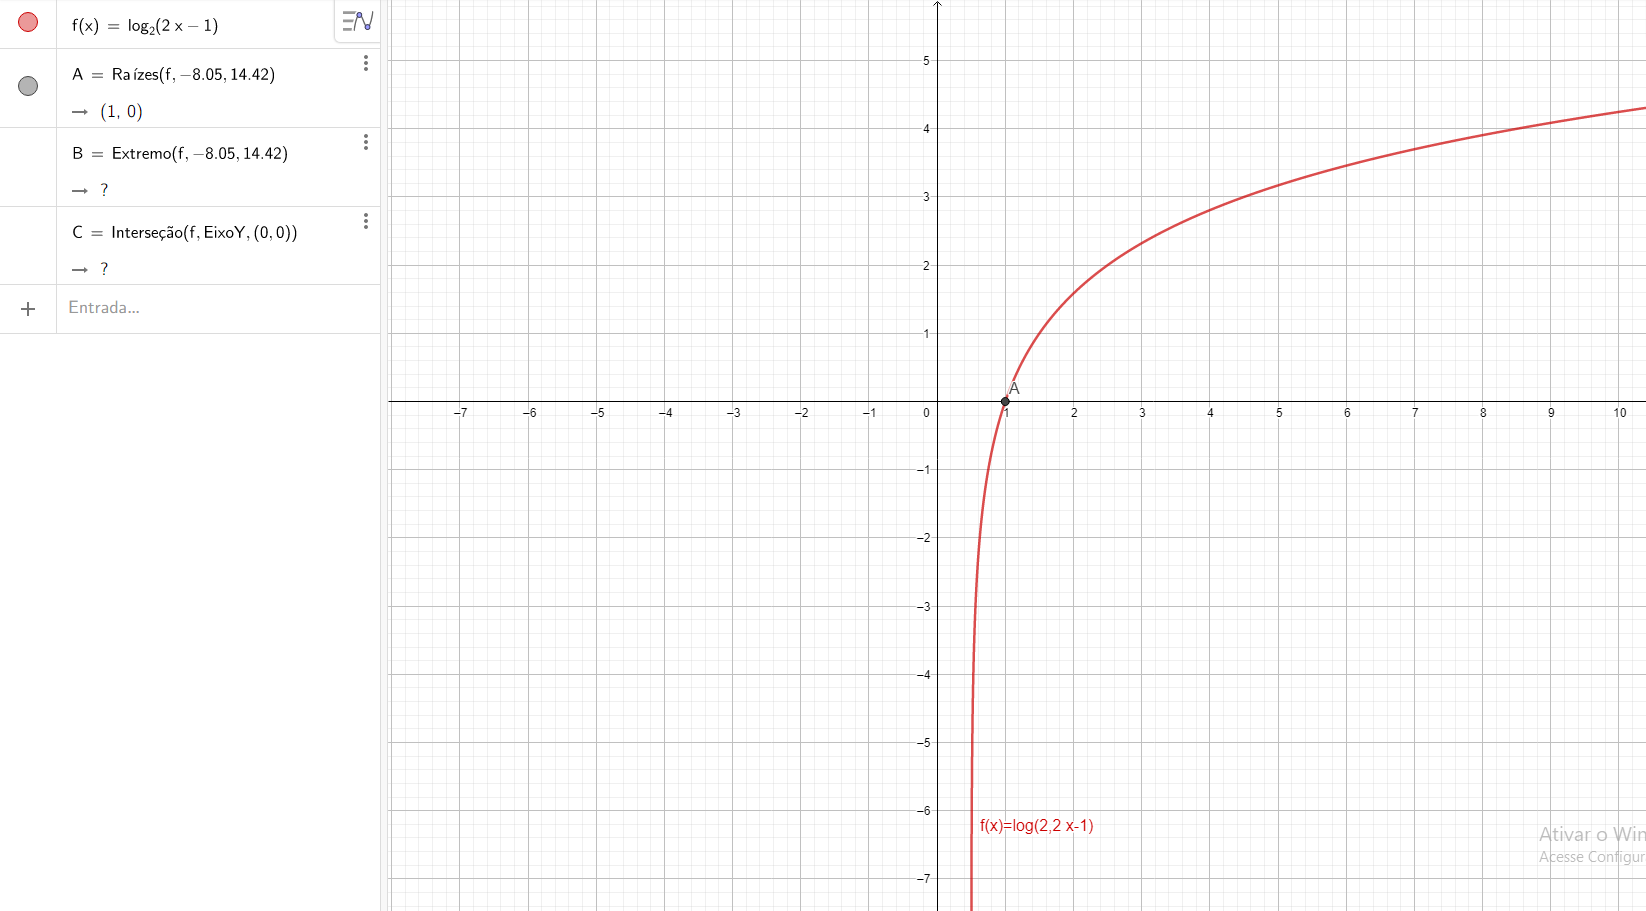 f(x) = log₂(2 x − 1)
A = Raízes(f, −8.05, 14.42)
→ (1, 0)
B = Extremo(f, −8.05, 14.42)
→ ?
C = Interseção(f, EixoY, (0, 0))
→ ?
+ Entrada...
5
4
3
2
1
A
−7 −6 −5 −4 −3 −2 −1 0 1 2 3 4 5 6 7 8 9 10
−1
−2
−3
−4
−5
−6
f(x)=log(2,2 x-1)
Ativar o Win
Acesse Configur
−7